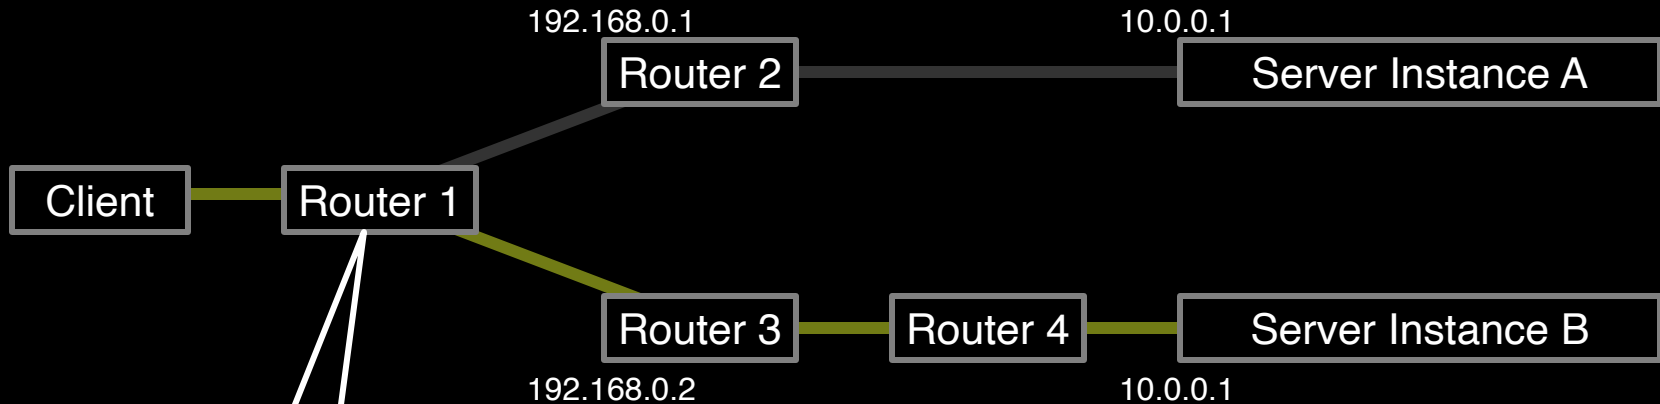 192.168.0.1 10.0.0.1
Router 2 Server Instance A
Client Router 1
Router 3 Router 4 Server Instance B
192.168.0.2 10.0.0.1